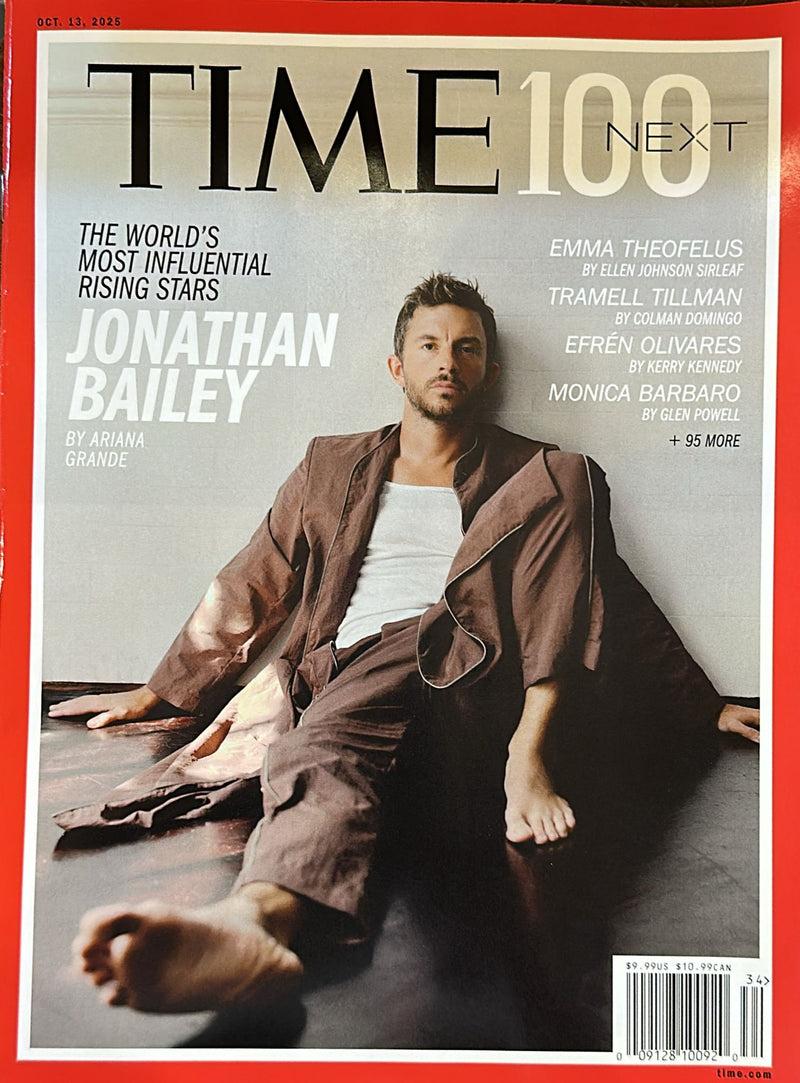 OCT. 13, 2025
TIME 100
NEXT
THE WORLD'S
MOST INFLUENTIAL
RISING STARS
JONATHAN
BAILEY
BY ARIANA
GRANDE
EMMA THEOFELUS
BY ELLEN JOHNSON SIRLEAF
TRAMELL TILLMAN
BY COLMAN DOMINGO
EFRÉN OLIVARES
BY KERRY KENNEDY
MONICA BARBARO
BY GLEN POWELL
+ 95 MORE
$9.99US $10.99CAN
34>
0 09128 10092 0
time.com